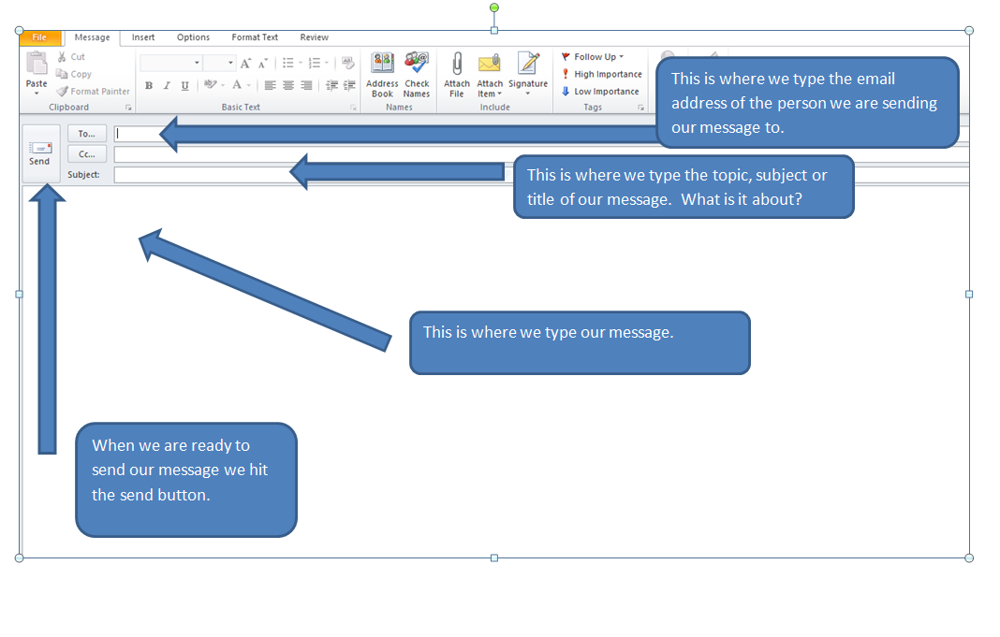 File Message Insert Options Format Text Review
Cut
Copy
Paste
Format Painter
Clipboard
A A
B I U A
Basic Text
Address Book
Check Names
Names
Attach File
Attach Item
Signature
Include
Follow Up
High Importance
Low Importance
Tags
This is where we type the email
address of the person we are sending
our message to.
To...
Cc...
Send
Subject:
This is where we type the topic, subject or
title of our message.  What is it about?
This is where we type our message.
When we are ready to
send our message we hit
the send button.